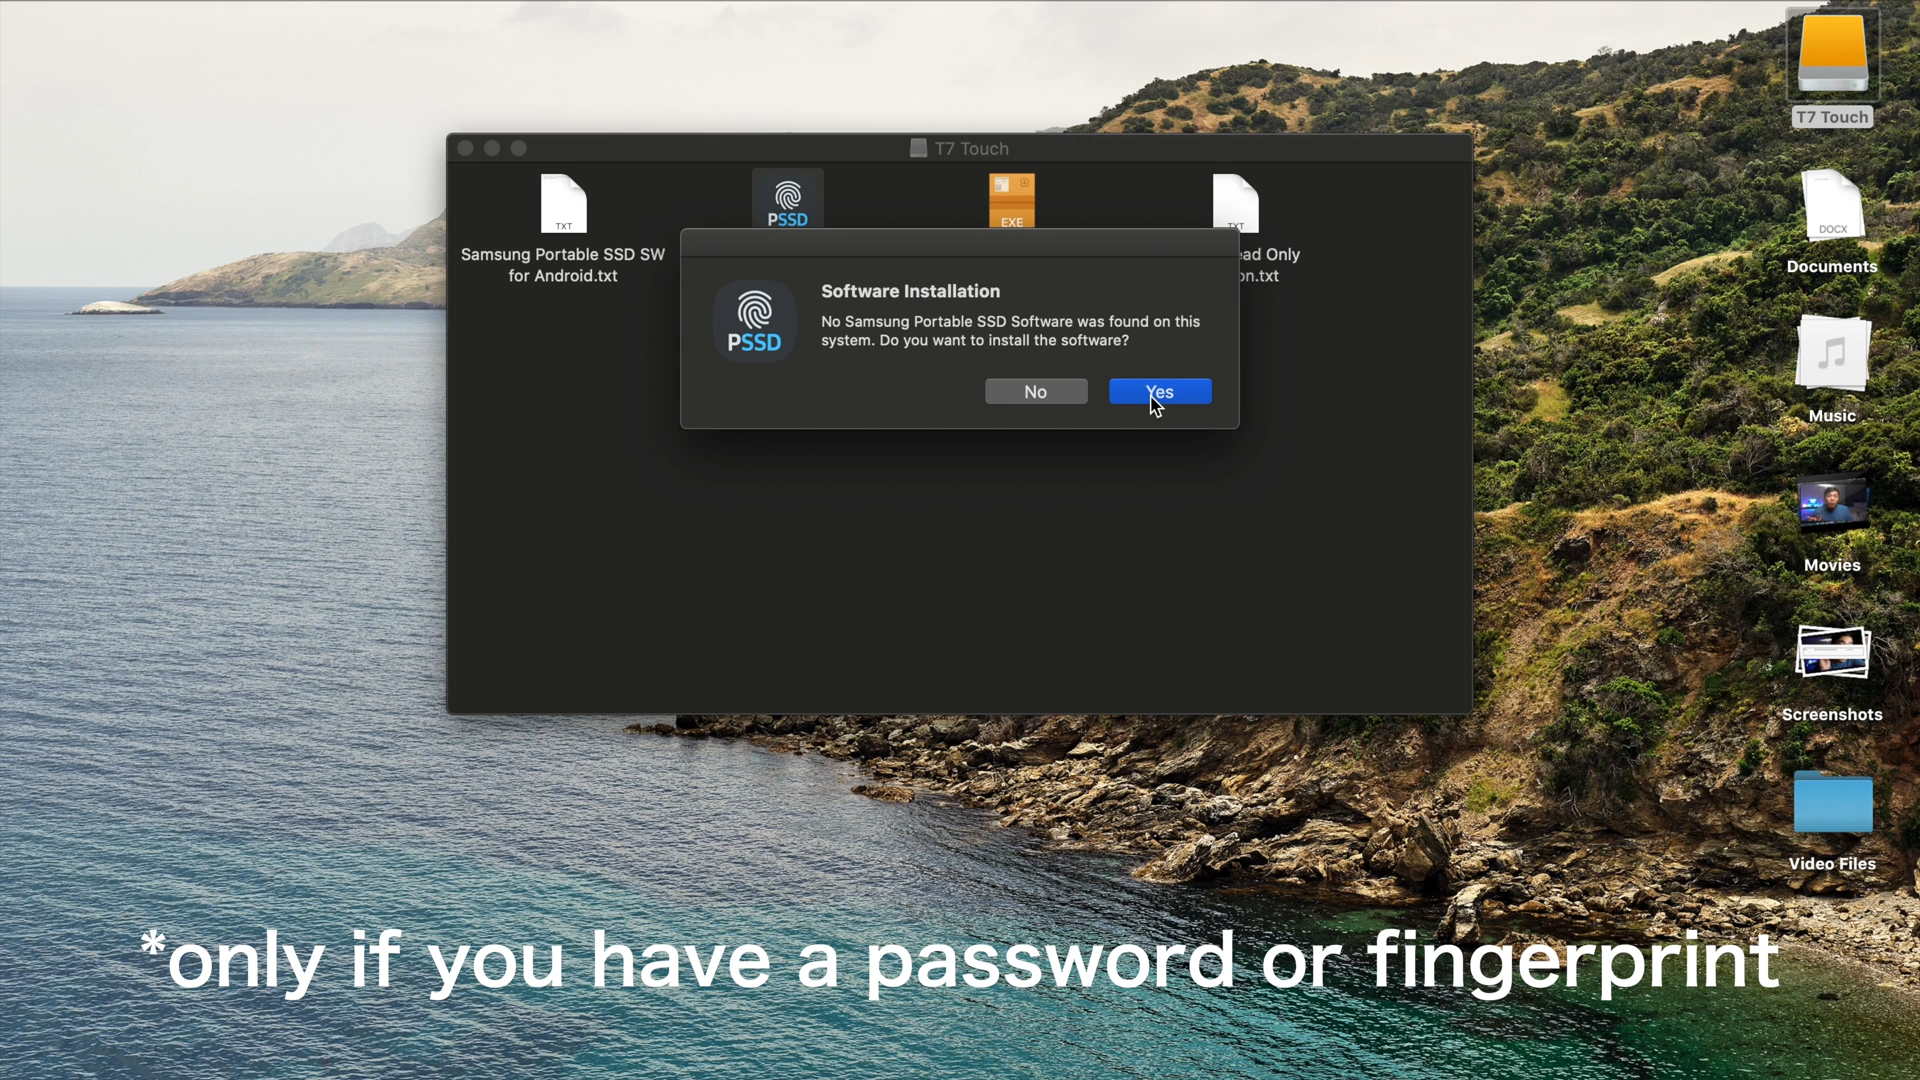 T7 Touch
T7 Touch
TXT
PSSD
EXE
TXT
Samsung Portable SSD SW
for Android.txt
ead Only
on.txt
Software Installation
No Samsung Portable SSD Software was found on this
system. Do you want to install the software?
PSSD
No
Yes
DOCX
Documents
Music
Movies
Screenshots
Video Files
*only if you have a password or fingerprint